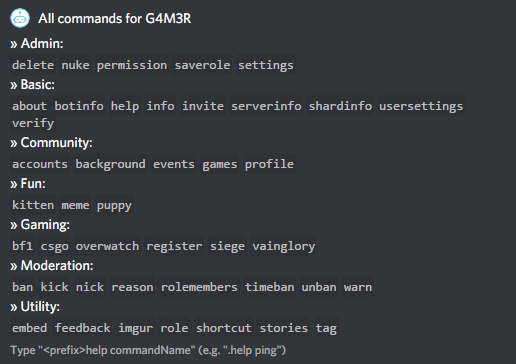 All commands for G4M3R
» Admin:
delete nuke permission saverole settings
» Basic:
about botinfo help info invite serverinfo shardinfo usersettings
verify
» Community:
accounts background events games profile
» Fun:
kitten meme puppy
» Gaming:
bf1 csgo overwatch register siege vainglory
» Moderation:
ban kick nick reason rolemembers timeban unban warn
» Utility:
embed feedback imgur role shortcut stories tag
Type "<prefix>help commandName" (e.g. ".help ping")